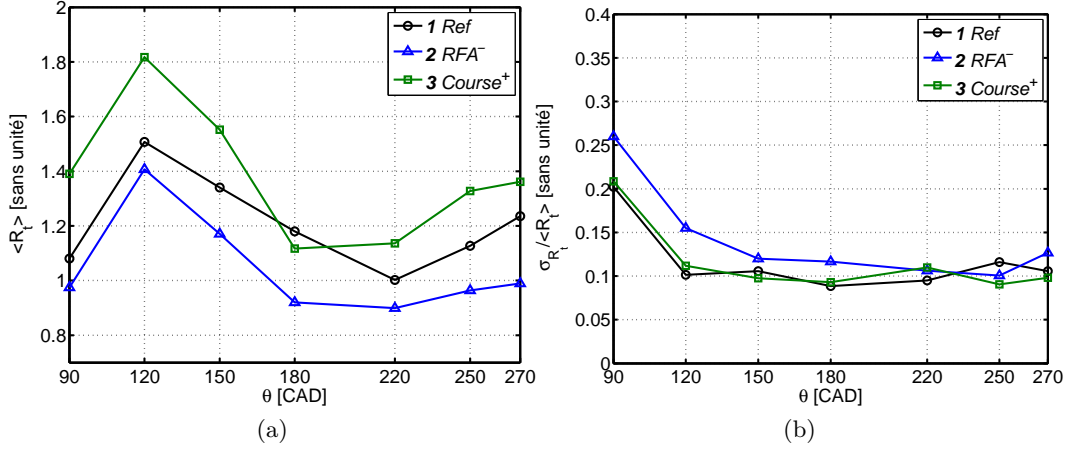 2
1.8
1.6
1.4
1.2
1
0.8
<R_t> [sans unité]
90 120 150 180 220 250 270
θ [CAD]
1 Ref
2 RFA⁻
3 Course⁺
(a)
0.4
0.35
0.3
0.25
0.2
0.15
0.1
0.05
0
σ_{R_t}/<R_t> [sans unité]
90 120 150 180 220 250 270
θ [CAD]
1 Ref
2 RFA⁻
3 Course⁺
(b)